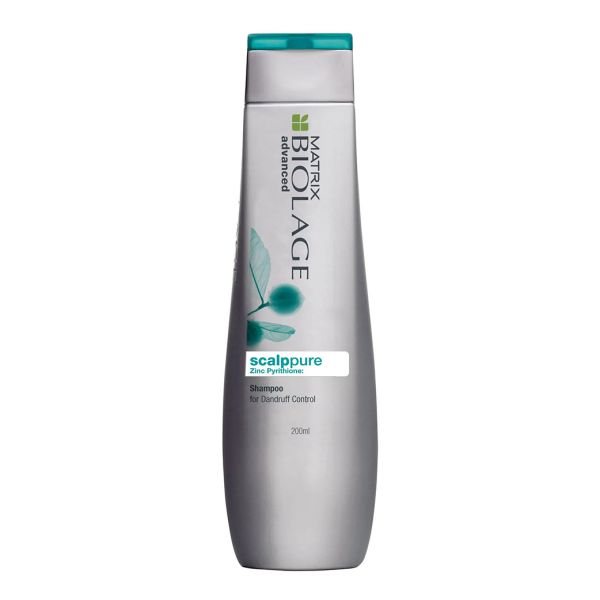 MATRIX
BIOLAGE
advanced
scalppure
Zinc Pyrithione:
Shampoo
for Dandruff Control
200ml